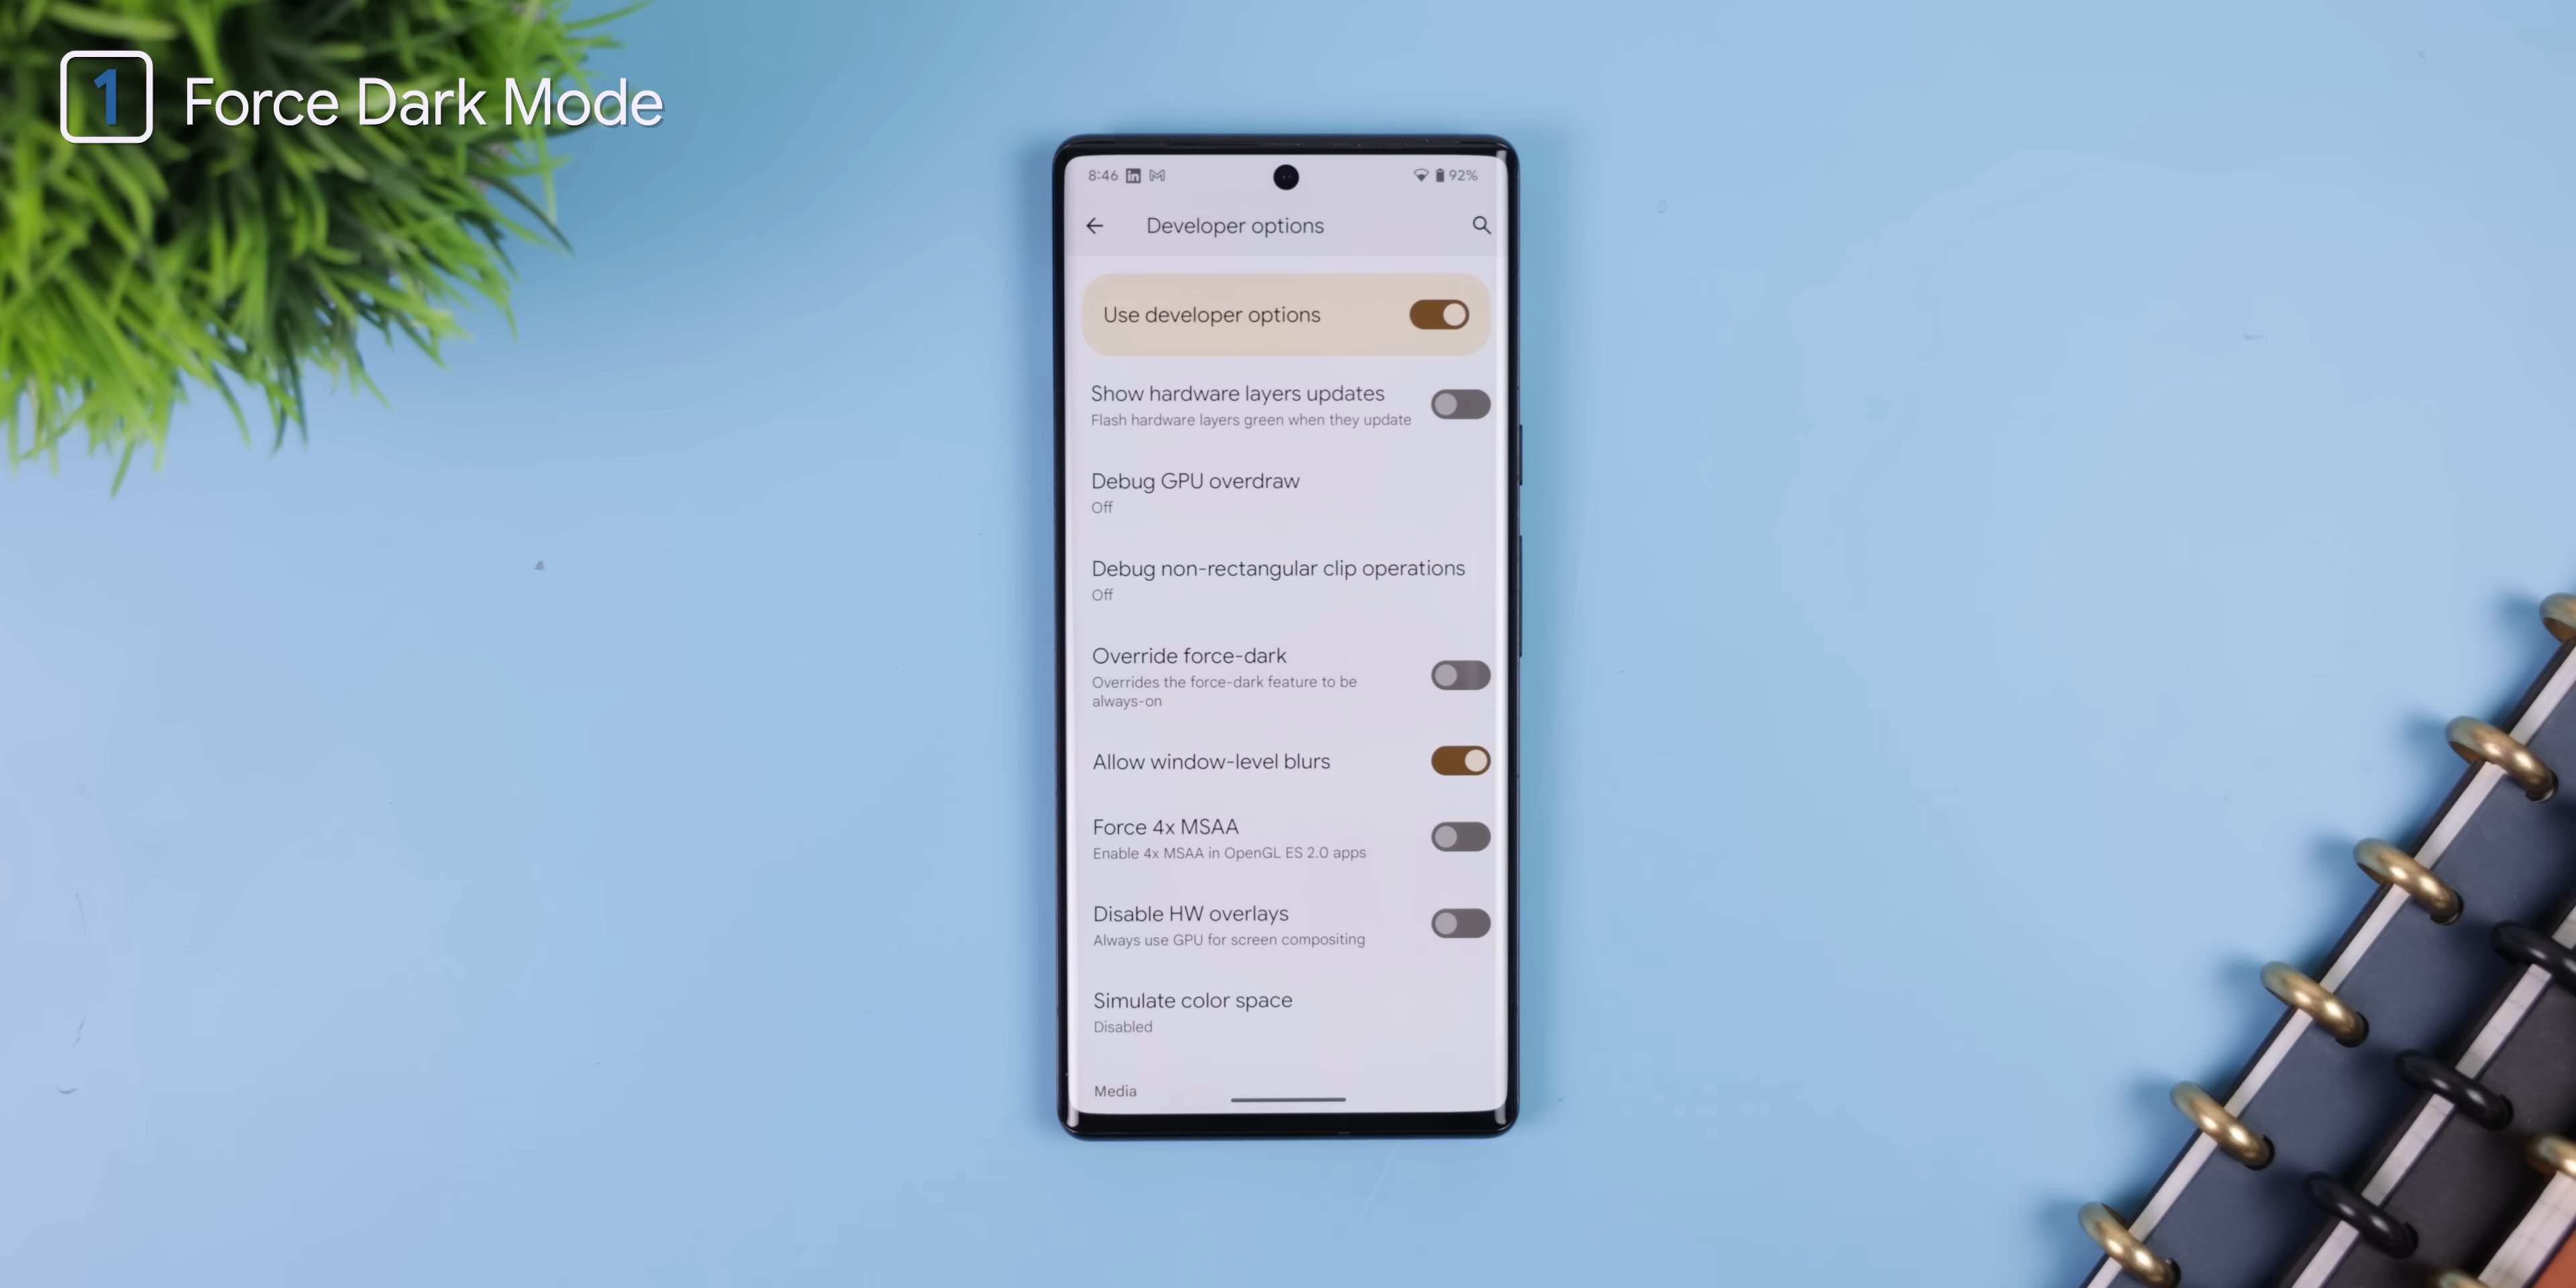 1 Force Dark Mode
8:46 92%
Developer options
Use developer options
Show hardware layers updates
Flash hardware layers green when they update
Debug GPU overdraw
Off
Debug non-rectangular clip operations
Off
Override force-dark
Overrides the force-dark feature to be
always-on
Allow window-level blurs
Force 4x MSAA
Enable 4x MSAA in OpenGL ES 2.0 apps
Disable HW overlays
Always use GPU for screen compositing
Simulate color space
Disabled
Media